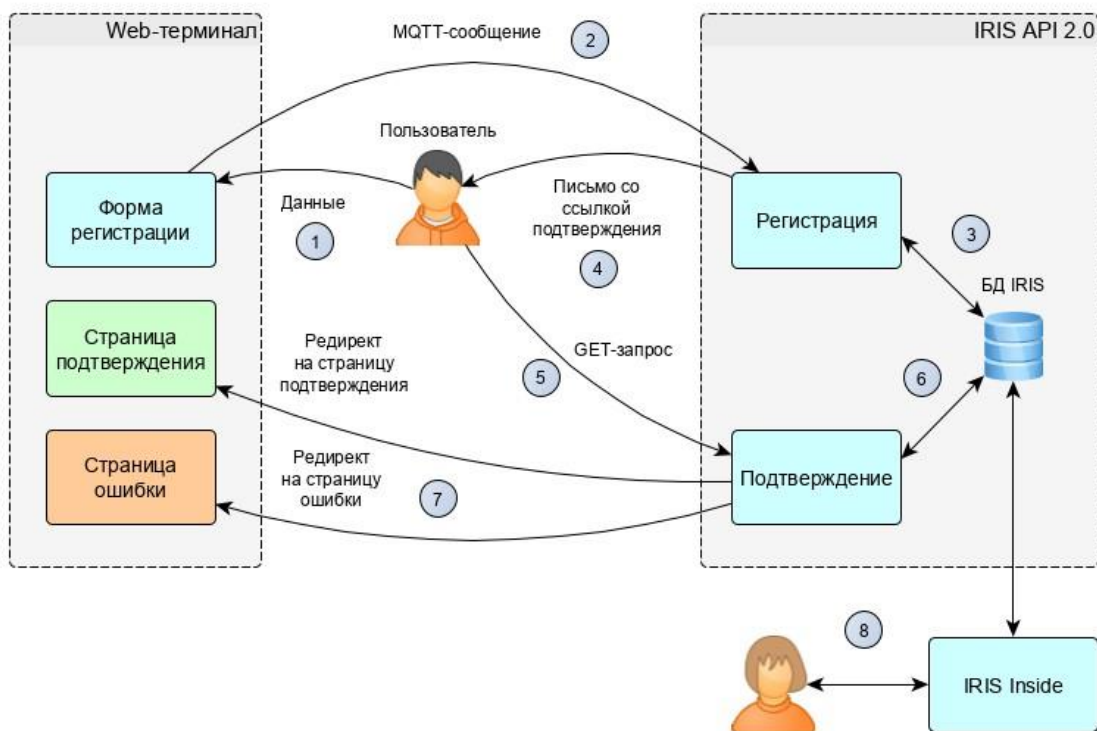 Web-терминал
IRIS API 2.0
MQTT-сообщение
2
Пользователь
Форма
регистрации
Данные
1
Письмо со
ссылкой
подтверждения
4
Регистрация
3
БД IRIS
Страница
подтверждения
Редирект
на страницу
подтверждения
5
GET-запрос
6
Страница
ошибки
Редирект
на страницу
ошибки
7
Подтверждение
8
IRIS Inside